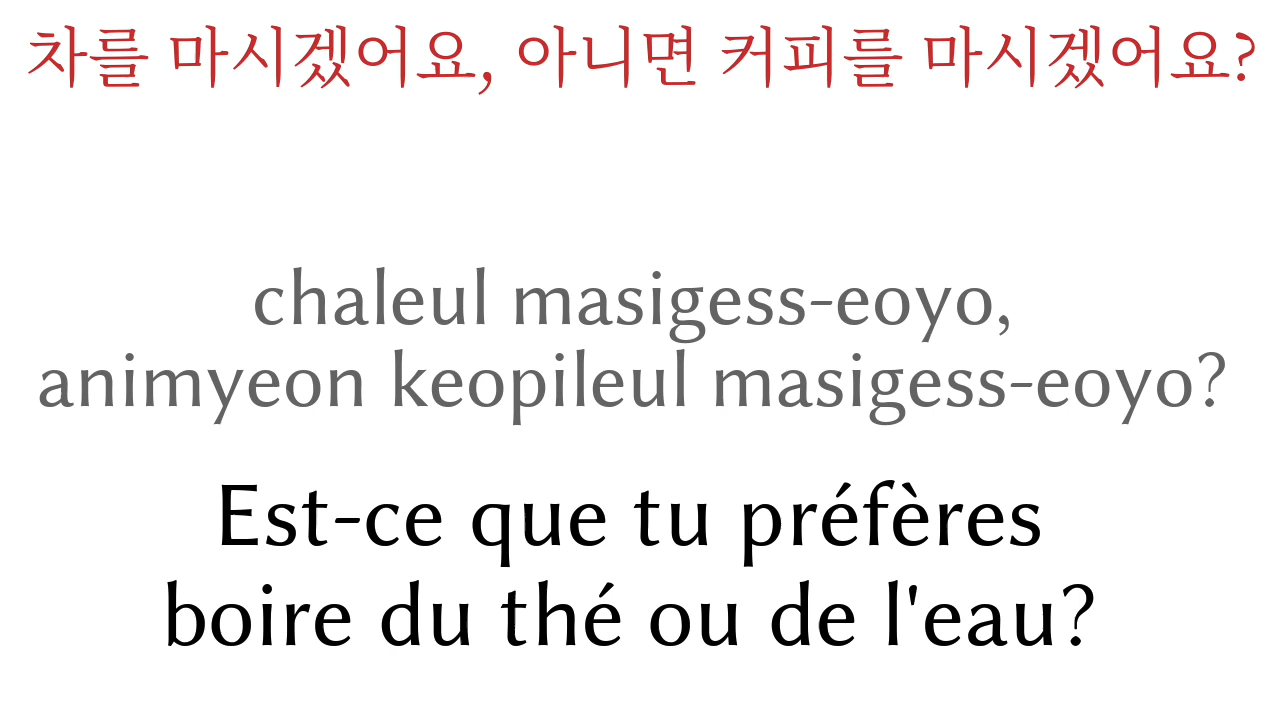 차를 마시겠어요, 아니면 커피를 마시겠어요?
chaleul masigess-eoyo,
animyeon keopileul masigess-eoyo?
Est-ce que tu préfères
boire du thé ou de l'eau?